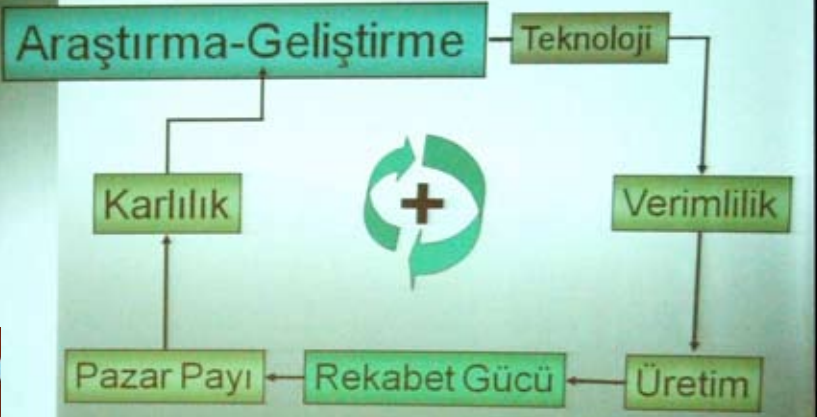 Araştırma-Geliştirme
Teknoloji
Karlılık
+
Verimlilik
Pazar Payı
Rekabet Gücü
Üretim